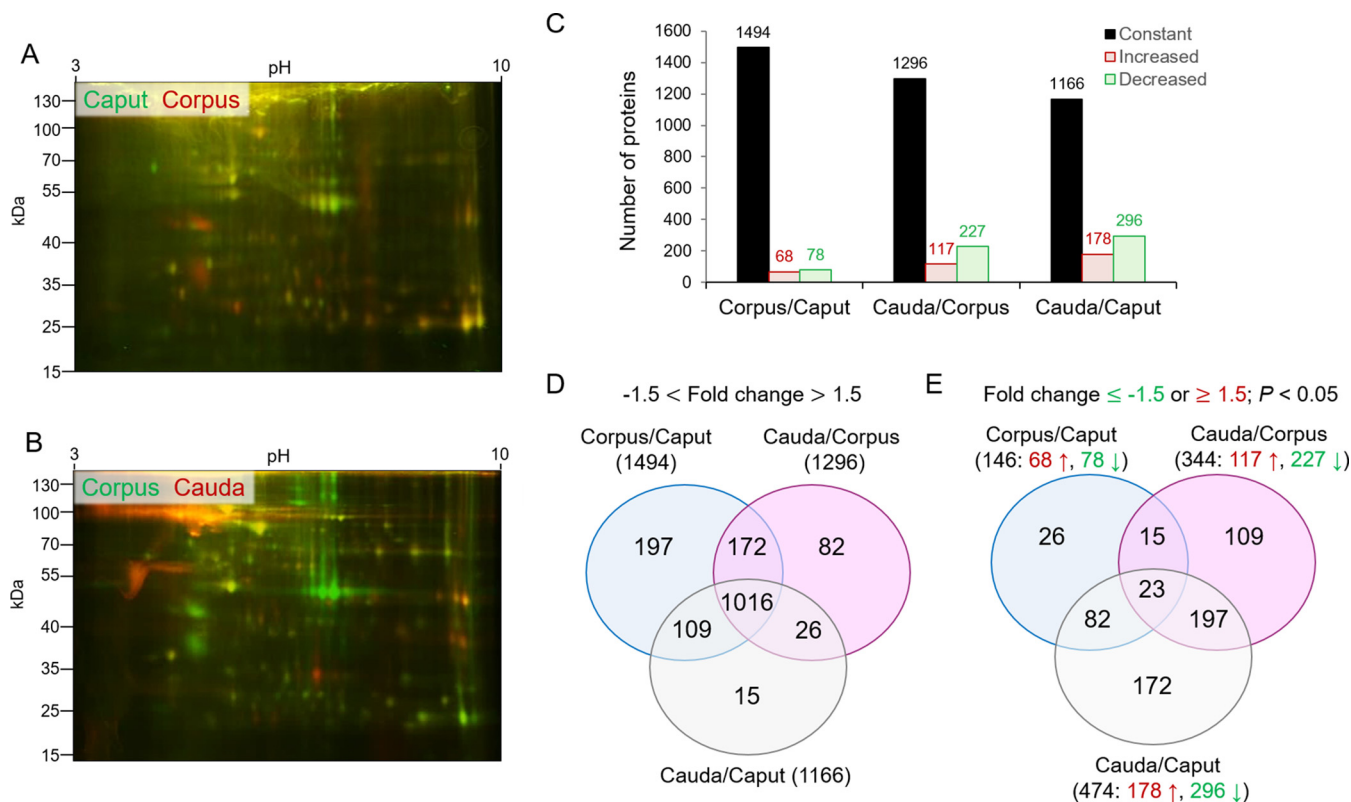 A
3 pH 10
Caput Corpus
130
100
70
55
40
35
25
15
kDa
B
3 pH 10
Corpus Cauda
130
100
70
55
40
35
25
15
kDa
C
Number of proteins
1600
1400
1200
1000
800
600
400
200
0
1494
68
78
1296
117
227
1166
178
296
Constant
Increased
Decreased
Corpus/Caput
Cauda/Corpus
Cauda/Caput
D
-1.5 < Fold change > 1.5
Corpus/Caput
(1494)
Cauda/Corpus
(1296)
197
172
82
1016
109
26
15
Cauda/Caput (1166)
E
Fold change ≤ -1.5 or ≥ 1.5; P < 0.05
Corpus/Caput
(146: 68 ↑, 78 ↓)
Cauda/Corpus
(344: 117 ↑, 227 ↓)
26
15
109
23
82
197
172
Cauda/Caput
(474: 178 ↑, 296 ↓)